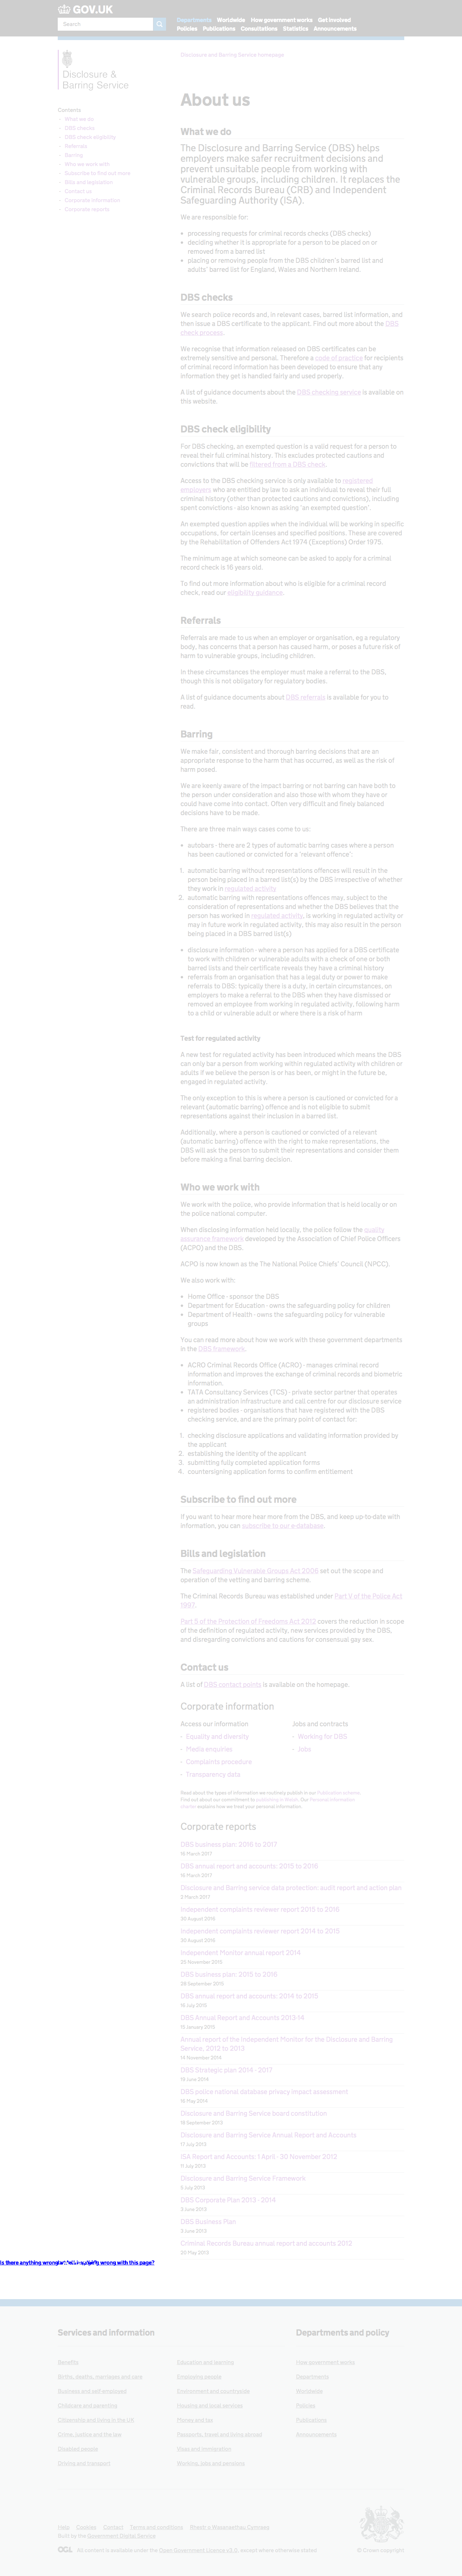 GOV.UK
Search
Departments Worldwide How government works Get involved
Policies Publications Consultations Statistics Announcements
Disclosure and Barring Service Homepage
Disclosure &
Barring Service
About us
Contents
What we do
DBS checks
DBS check eligibility
Referrals
Barring
Who we work with
Subscribe to find out more
Bills and legislation
Contact us
Corporate information
Corporate reports
What we do
The Disclosure and Barring Service (DBS) helps
employers make safer recruitment decisions and
prevent unsuitable people from working with
vulnerable groups, including children. It replaces the
Criminal Records Bureau (CRB) and Independent
Safeguarding Authority (ISA).
We are responsible for:
• processing requests for criminal records checks (DBS checks)
• deciding whether it is appropriate for a person to be placed on or
removed from a barred list
• placing or removing people from the DBS children's barred list and
adults' barred list for England, Wales and Northern Ireland.
DBS checks
We search police records and, in relevant cases, barred list information, and
then issue a DBS certificate to the applicant. Find out more about the DBS
check process.
We recognise that information released on DBS certificates can be
extremely sensitive and personal. Therefore a code of practice for recipients
of criminal record information has been developed to ensure that any
information they get is handled fairly and used properly.
A list of guidance documents about the DBS checking service is available on
this website.
DBS check eligibility
For DBS checking, an exempted question is a valid request for a person to
reveal their full criminal history. This excludes protected cautions and
convictions that will be filtered from a DBS check.
Access to the DBS checking service is only available to registered
employers who are entitled by law to ask an individual to reveal their full
criminal history (other than protected cautions and convictions), including
spent convictions - also known as asking 'an exempted question'.
An exempted question applies when the individual will be working in specific
occupations, for certain licenses and specified positions. These are covered
by the Rehabilitation of Offenders Act 1974 (Exceptions) Order 1975.
The minimum age at which someone can be asked to apply for a criminal
record check is 16 years old.
To find out more information about who is eligible for a criminal record
check, read our eligibility guidance.
Referrals
Referrals are made to us when an employer or organisation, eg a regulatory
body, has concerns that a person has caused harm, or poses a future risk of
harm to vulnerable groups, including children.
In these circumstances the employer must make a referral to the DBS,
though this is not obligatory for regulatory bodies.
A list of guidance documents about DBS referrals is available for you to
read.
Barring
We make fair, consistent and thorough barring decisions that are an
appropriate response to the harm that has occurred, as well as the risk of
harm posed.
We are keenly aware of the impact barring or not barring can have both to
the person under consideration and also those with whom they have or
could have come into contact. Often very difficult and finely balanced
decisions have to be made.
There are three main ways cases come to us:
• autobars - there are 2 types of automatic barring cases where a person
has been cautioned or convicted for a 'relevant offence':
1. automatic barring without representations offences will result in the
person being placed in a barred list(s) by the DBS irrespective of whether
they work in regulated activity
2. automatic barring with representations offences may, subject to the
consideration of representations and whether the DBS believes that the
person has worked in regulated activity, is working in regulated activity or
may in future work in regulated activity, this may also result in the person
being placed in a DBS barred list(s)
• disclosure information - where a person has applied for a DBS certificate
to work with children or vulnerable adults with a check of one or both
barred lists and their certificate reveals they have a criminal history
• referrals from an organisation that has a legal duty or power to make
referrals to DBS: typically there is a duty, in certain circumstances, on
employers to make a referral to the DBS when they have dismissed or
removed an employee from working in regulated activity, following harm
to a child or vulnerable adult or where there is a risk of harm
Test for regulated activity
A new test for regulated activity has been introduced which means the DBS
can only bar a person from working within regulated activity with children or
adults if we believe the person is or has been, or might in the future be,
engaged in regulated activity.
The only exception to this is where a person is cautioned or convicted for a
relevant (automatic barring) offence and is not eligible to submit
representations against their inclusion in a barred list.
Additionally, where a person is cautioned or convicted of a relevant
(automatic barring) offence with the right to make representations, the
DBS will ask the person to submit their representations and consider them
before making a final barring decision.
Who we work with
We work with the police, who provide information that is held locally or on
the police national computer.
When disclosing information held locally, the police follow the quality
assurance framework developed by the Association of Chief Police Officers
(ACPO) and the DBS.
ACPO is now known as the The National Police Chiefs' Council (NPCC).
We also work with:
• Home Office - sponsor the DBS
• Department for Education - owns the safeguarding policy for children
• Department of Health - owns the safeguarding policy for vulnerable
groups
You can read more about how we work with these government departments
in the DBS framework.
• ACRO Criminal Records Office (ACRO) - manages criminal record
information and improves the exchange of criminal records and biometric
information
• TATA Consultancy Services (TCS) - private sector partner that operates
an administration infrastructure and call centre for our disclosure service
• registered bodies - organisations that have registered with the DBS
checking service, and are the primary point of contact for:
1. checking disclosure applications and validating information provided by
the applicant
2. establishing the identity of the applicant
3. submitting fully completed application forms
4. countersigning application forms to confirm entitlement
Subscribe to find out more
If you want to hear more hear more from the DBS, and keep up-to-date with
information, you can subscribe to our e-database.
Bills and legislation
The Safeguarding Vulnerable Groups Act 2006 set out the scope and
operation of the vetting and barring scheme.
The Criminal Records Bureau was established under Part V of the Police Act
1997.
Part 5 of the Protection of Freedoms Act 2012 covers the reduction in scope
of the definition of regulated activity, new services provided by the DBS,
and disregarding convictions and cautions for consensual gay sex.
Contact us
A list of DBS contact points is available on the homepage.
Corporate information
Access our information Jobs and contracts
Equality and diversity Working for DBS
Media enquiries Jobs
Complaints procedure
Transparency data
Read about the types of information we routinely publish in our Publication scheme.
Find out about our commitment to publishing in Welsh. Our Personal information
charter explains how we treat your personal information.
Corporate reports
DBS business plan: 2016 to 2017
16 March 2017
DBS annual report and accounts: 2015 to 2016
16 March 2017
Disclosure and Barring service data protection: audit report and action plan
2 March 2017
Independent complaints reviewer report 2015 to 2016
30 August 2016
Independent complaints reviewer report 2014 to 2015
30 August 2016
Independent Monitor annual report 2014
25 November 2015
DBS business plan: 2015 to 2016
28 September 2015
DBS annual report and accounts: 2014 to 2015
16 July 2015
DBS Annual Report and Accounts 2013-14
15 January 2015
Annual report of the Independent Monitor for the Disclosure and Barring
Service, 2012 to 2013
14 November 2014
DBS Strategic plan 2014 - 2017
19 June 2014
DBS police national database privacy impact assessment
16 May 2014
Disclosure and Barring Service board constitution
18 September 2013
Disclosure and Barring Service Annual Report and Accounts
17 July 2013
ISA Report and Accounts: 1 April - 30 November 2012
11 July 2013
Disclosure and Barring Service Framework
5 July 2013
DBS Corporate Plan 2013 - 2014
3 June 2013
DBS Business Plan
3 June 2013
Criminal Records Bureau annual report and accounts 2012
20 May 2013
Is there anything wrong with this page?
Services and information Departments and policy
Benefits Education and learning How government works
Births, deaths, marriages and care Employing people Departments
Business and self-employed Environment and countryside Worldwide
Childcare and parenting Housing and local services Policies
Citizenship and living in the UK Money and tax Publications
Crime, justice and the law Passports, travel and living abroad Announcements
Disabled people Visas and immigration
Driving and transport Working, jobs and pensions
Help Cookies Contact Terms and conditions Rhestr o Wasanaethau Cymraeg
Built by the Government Digital Service
OGL All content is available under the Open Government Licence v3.0, except where otherwise stated
© Crown copyright